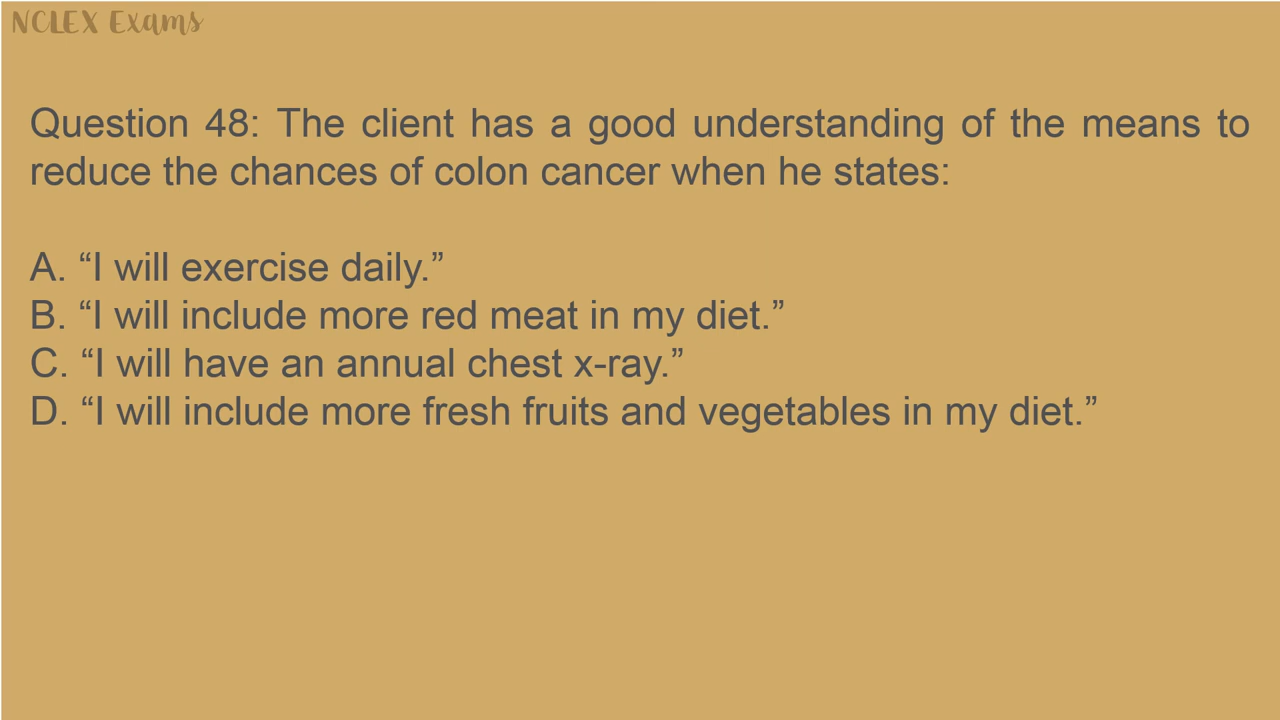 NCLEX Exams
Question 48: The client has a good understanding of the means to
reduce the chances of colon cancer when he states:
A. “I will exercise daily.”
B. “I will include more red meat in my diet.”
C. “I will have an annual chest x-ray.”
D. “I will include more fresh fruits and vegetables in my diet.”